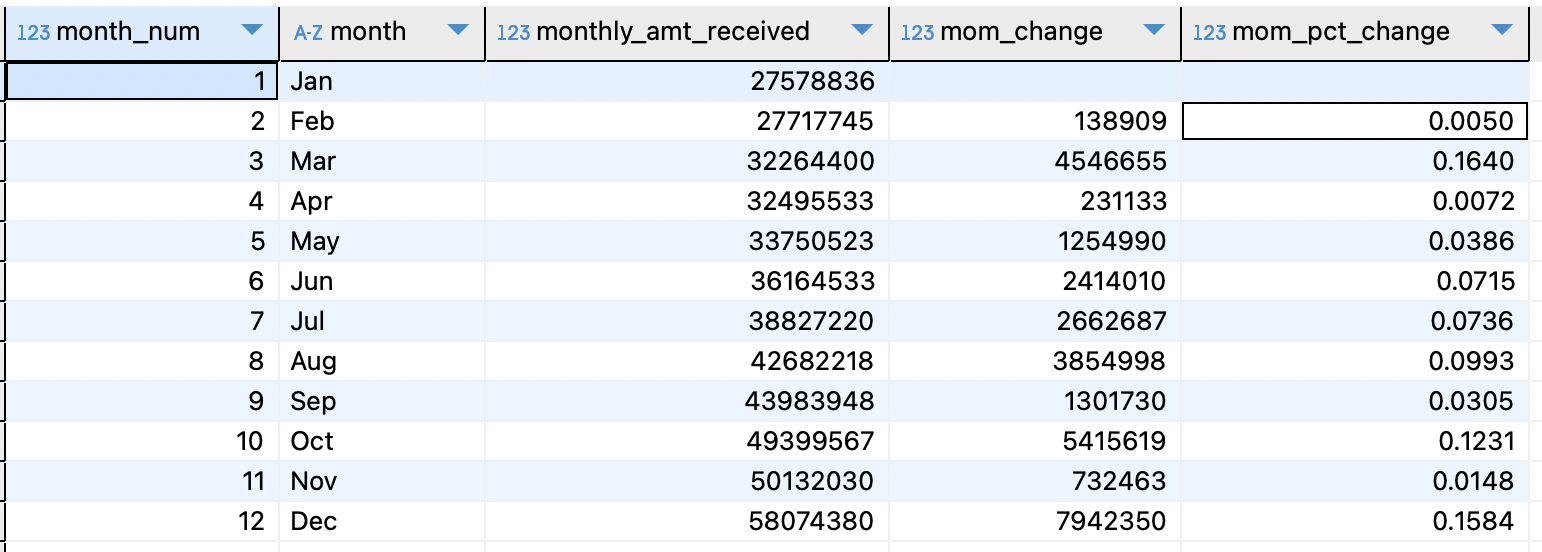 123 month_num A-Z month 123 monthly_amt_received 123 mom_change 123 mom_pct_change
1 Jan 27578836
2 Feb 27717745 138909 0.0050
3 Mar 32264400 4546655 0.1640
4 Apr 32495533 231133 0.0072
5 May 33750523 1254990 0.0386
6 Jun 36164533 2414010 0.0715
7 Jul 38827220 2662687 0.0736
8 Aug 42682218 3854998 0.0993
9 Sep 43983948 1301730 0.0305
10 Oct 49399567 5415619 0.1231
11 Nov 50132030 732463 0.0148
12 Dec 58074380 7942350 0.1584